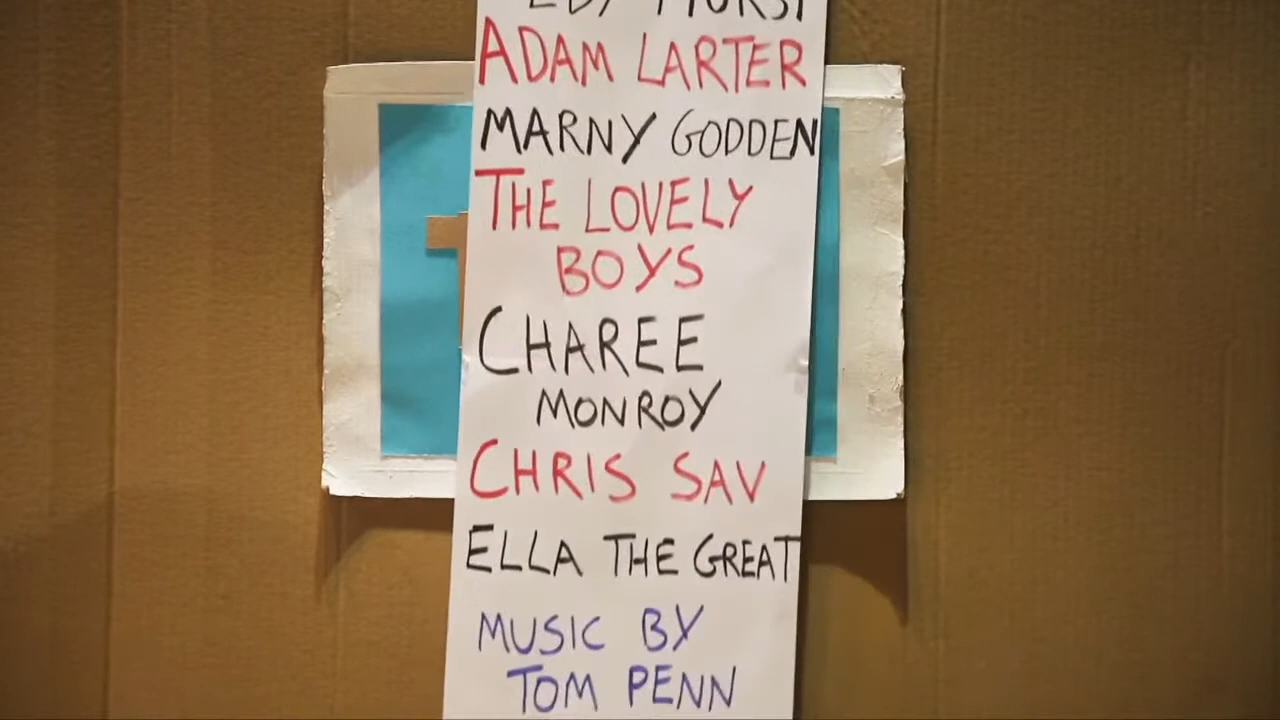 ADAM LARTER
MARNY GODDEN
THE LOVELY
BOYS
CHAREE
MONROY
CHRIS SAV
ELLA THE GREAT
MUSIC BY
TOM PENN